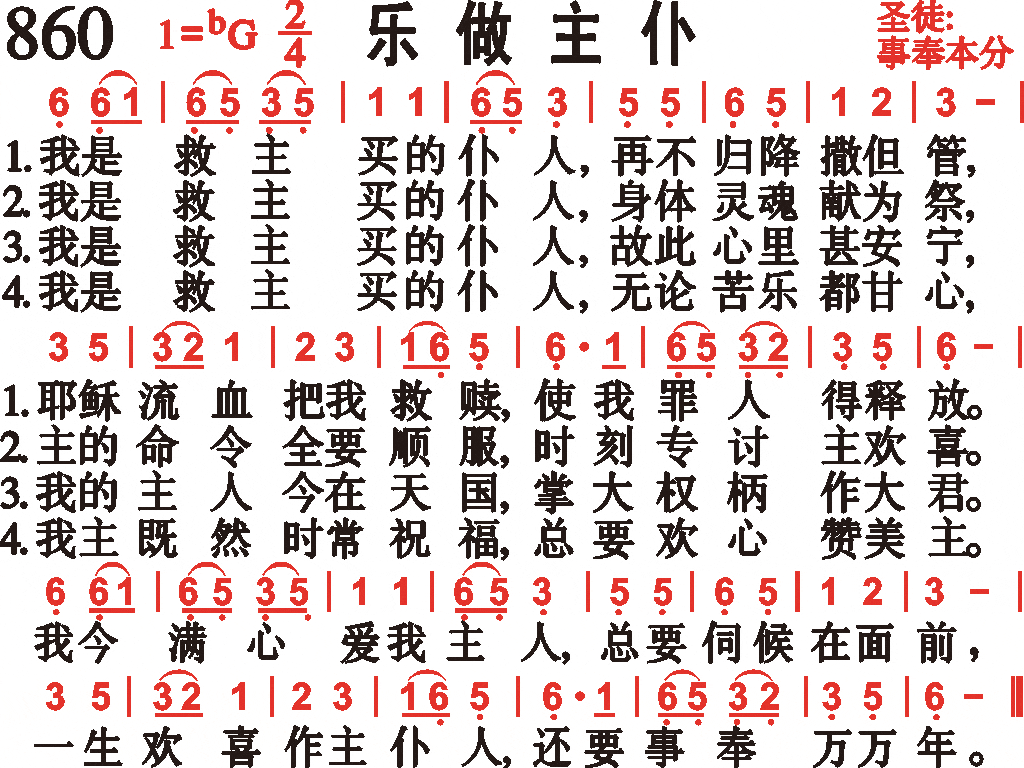 860 1=♭G 2/4 乐做主仆 圣徒:
事奉本分
6 6 1 | 6 5 3 5 | 1 1 | 6 5 3 | 5 5 | 6 5 | 1 2 | 3 – |
1.我是救主买的仆人,再不归降撒但管,
2.我是救主买的仆人,身体灵魂献为祭,
3.我是救主买的仆人,故此心里甚安宁,
4.我是救主买的仆人,无论苦乐都甘心,
3 5 | 3 2 1 | 2 3 | 1 6 5 | 6 · 1 | 6 5 3 2 | 3 5 | 6 – |
1.耶稣流血把我救赎,使我罪人得释放。
2.主的命令全要顺服,时刻专讨主欢喜。
3.我的主人今在天国,掌大权柄作大君。
4.我主既然时常祝福,总要欢心赞美主。
6 6 1 | 6 5 3 5 | 1 1 | 6 5 3 | 5 5 | 6 5 | 1 2 | 3 – |
我今满心爱我主人,总要伺候在面前,
3 5 | 3 2 1 | 2 3 | 1 6 5 | 6 · 1 | 6 5 3 2 | 3 5 | 6 – ‖
一生欢喜作主仆人,还要事奉万万年。